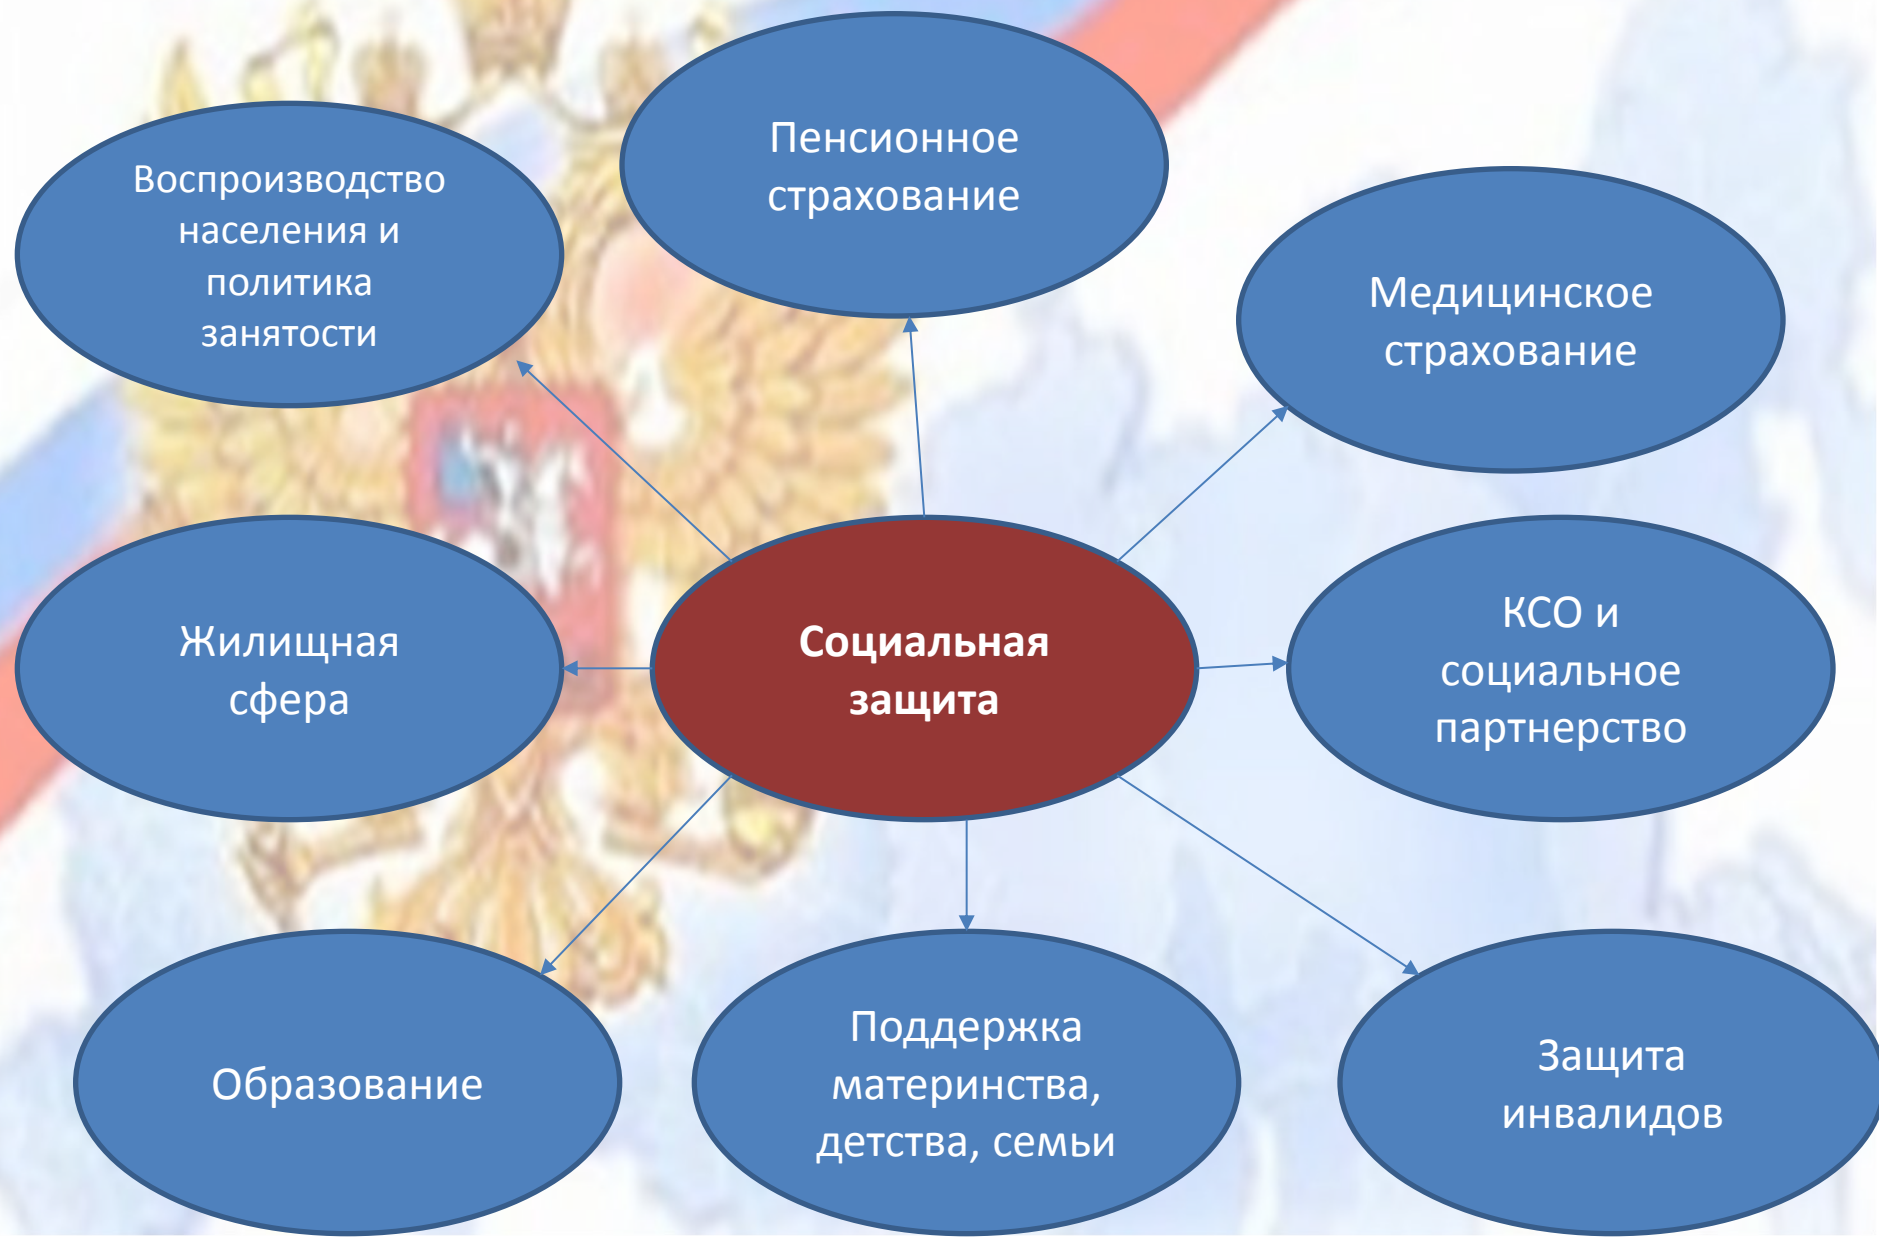 Пенсионное
страхование
Воспроизводство
населения и
политика
занятости
Медицинское
страхование
Жилищная
сфера
Социальная
защита
КСО и
социальное
партнерство
Образование
Поддержка
материнства,
детства, семьи
Защита
инвалидов